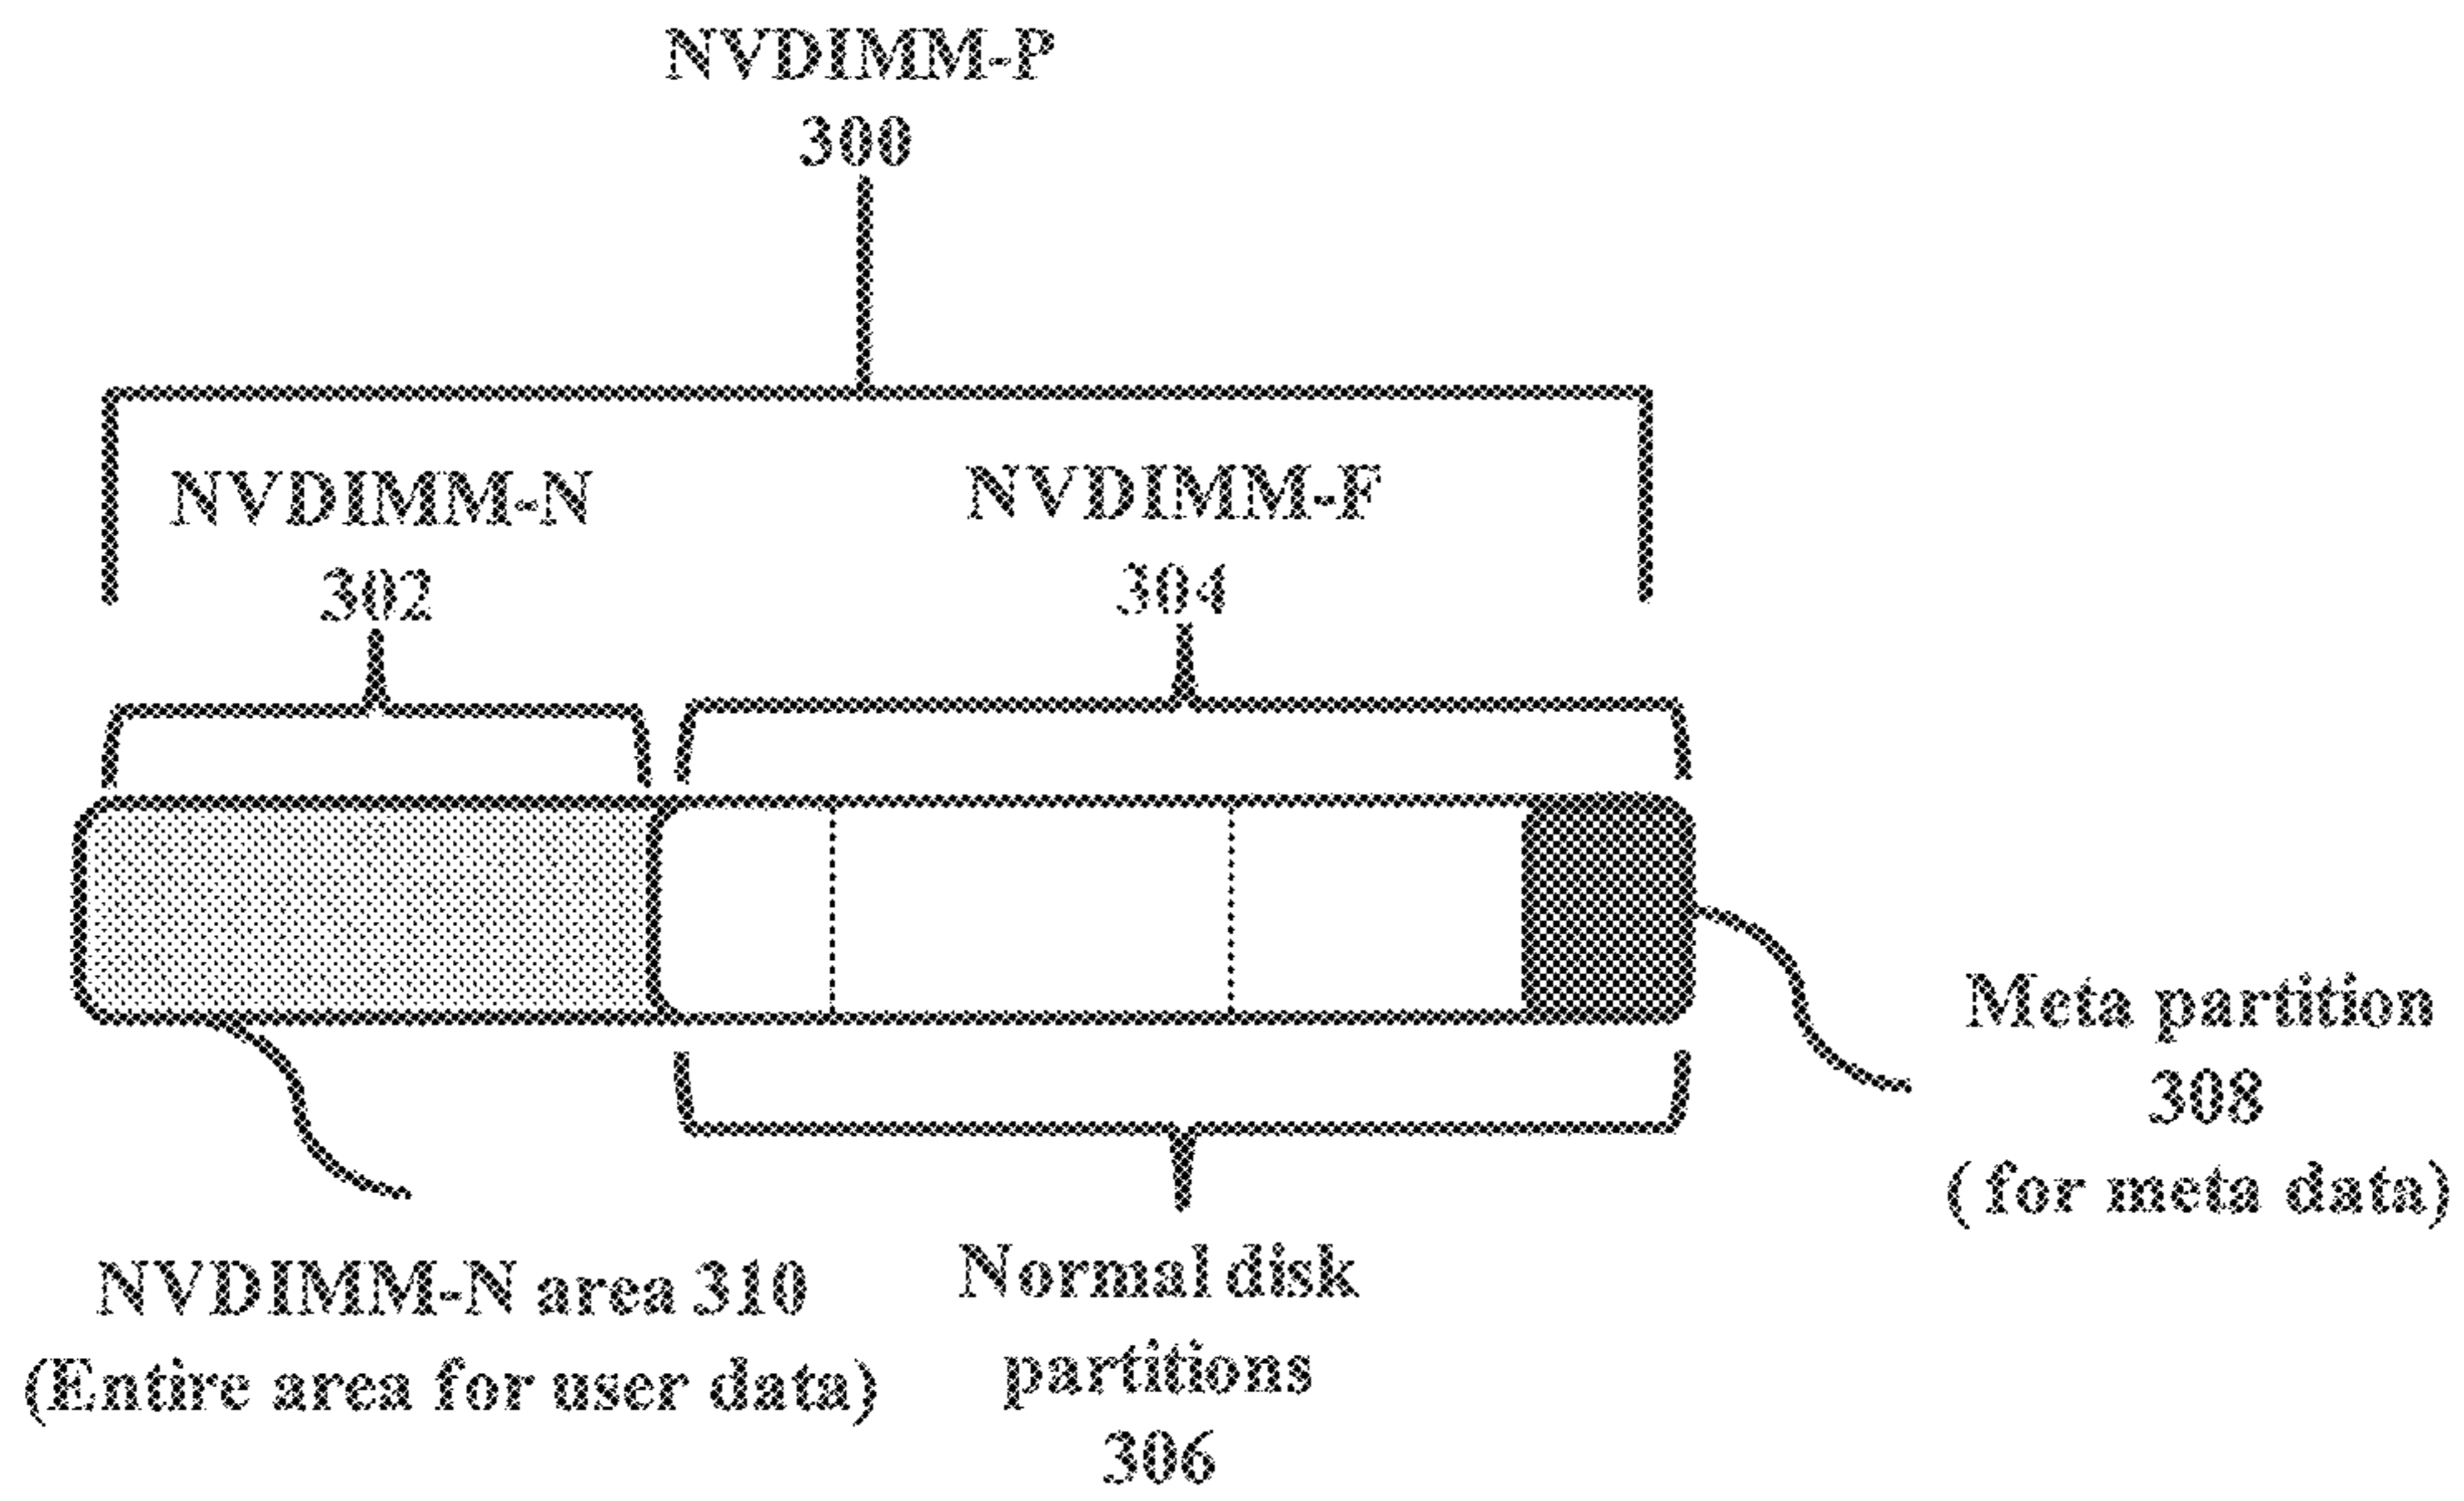 NVDIMM-P
300
NVDIMM-N
302
NVDIMM-F
304
Meta partition
308
( for meta data)
NVDIMM-N area 310
(Entire area for user data)
Normal disk
partitions
306